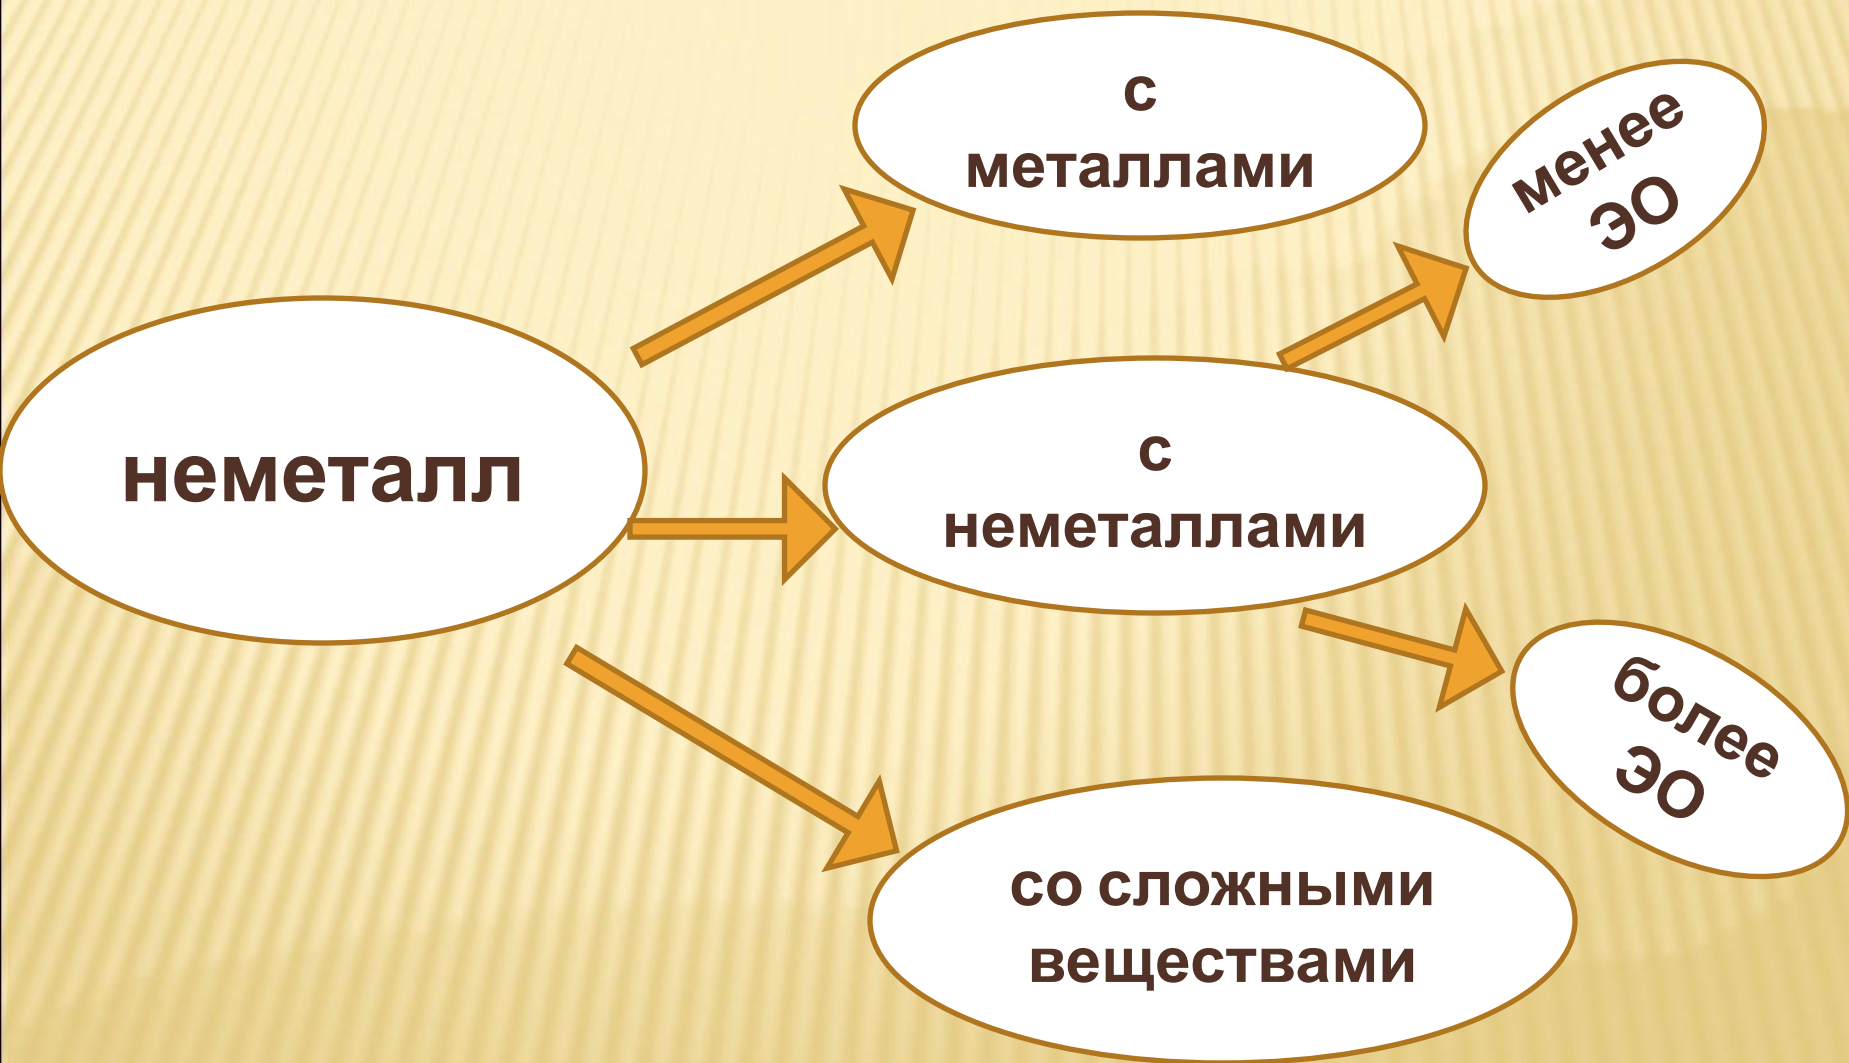 с
металлами
менее
ЭО
неметалл
с
неметаллами
более
ЭО
со сложными
веществами